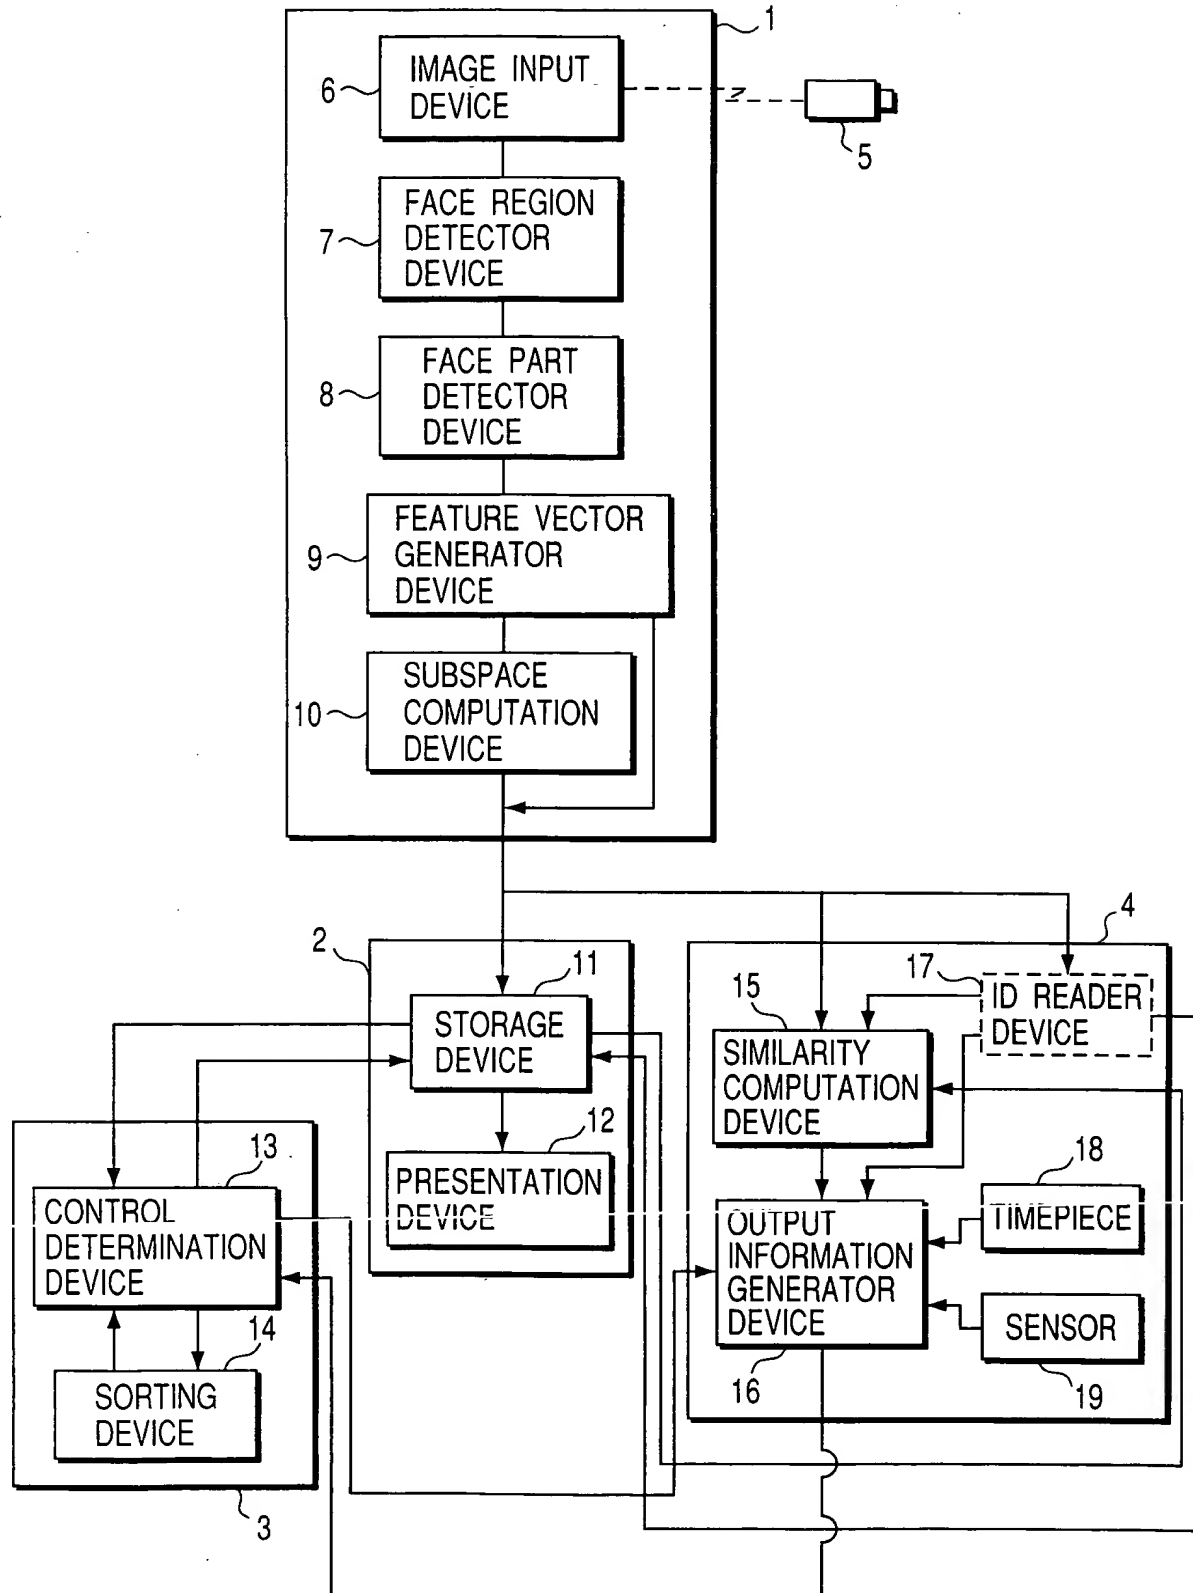 1
IMAGE INPUT
DEVICE
6
5
FACE REGION
DETECTOR
DEVICE
7
FACE PART
DETECTOR
DEVICE
8
FEATURE VECTOR
GENERATOR
DEVICE
9
SUBSPACE
COMPUTATION
DEVICE
10
2
11
STORAGE
DEVICE
12
PRESENTATION
DEVICE
13
CONTROL
DETERMINATION
DEVICE
14
SORTING
DEVICE
3
4
17
ID READER
DEVICE
15
SIMILARITY
COMPUTATION
DEVICE
18
TIMEPIECE
OUTPUT
INFORMATION
GENERATOR
DEVICE
16
SENSOR
19